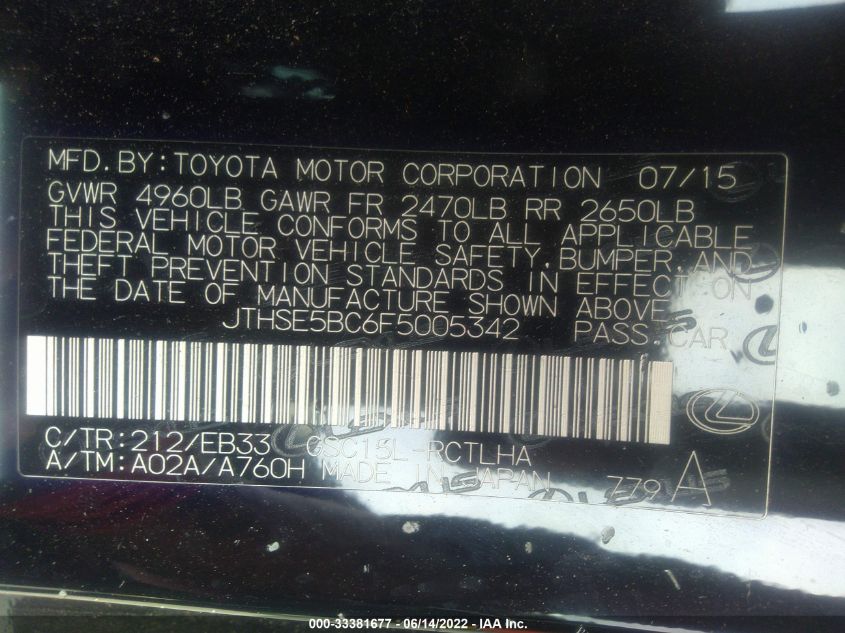 MFD. BY: TOYOTA MOTOR CORPORATION 07/15
GVWR 4960LB GAWR FR 2470LB RR 2650LB
THIS VEHICLE CONFORMS TO ALL APPLICABLE
FEDERAL MOTOR VEHICLE SAFETY, BUMPER, AND
THEFT PREVENTION STANDARDS IN EFFECT ON
THE DATE OF MANUFACTURE SHOWN ABOVE.
JTHSE5BC6F5005342 PASS. CAR
C/TR: 212/EB33 GSC15L-RCTLHA
A/TM: A02A/A760H MADE IN JAPAN 779 A
000-33381677 - 06/14/2022 - IAA Inc.